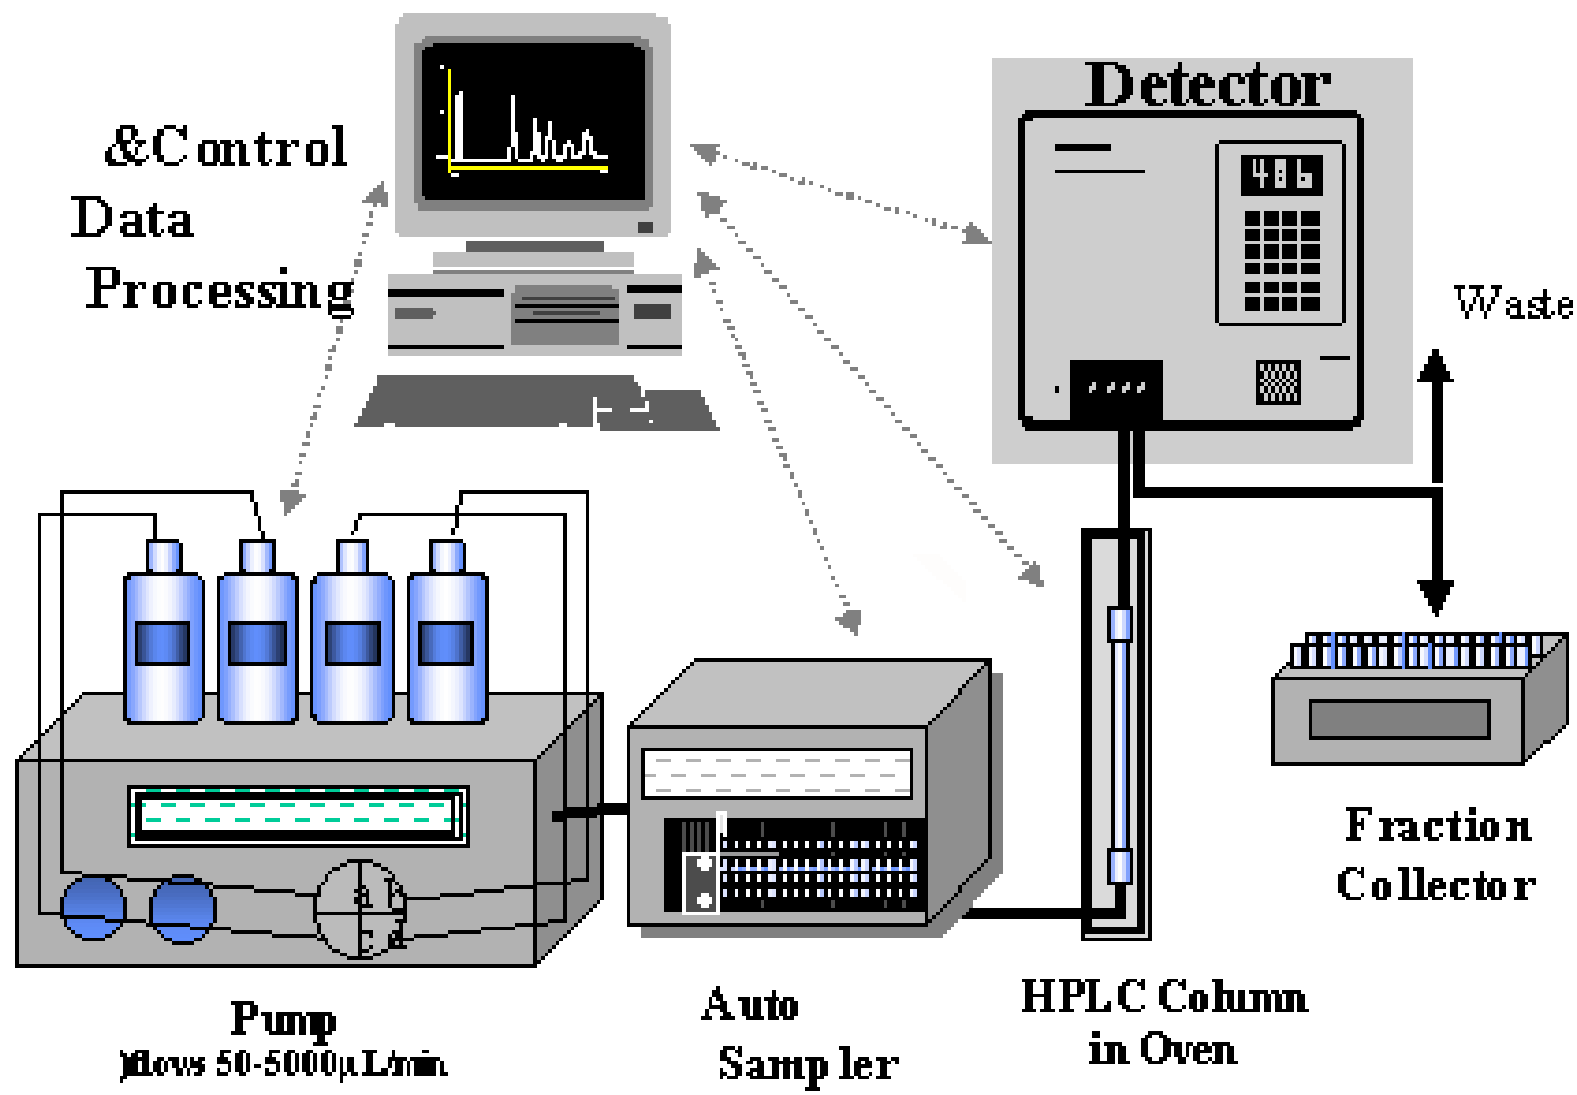 Detector
&Control
Data
Processing
486
Waste
Fraction
Collector
Pump
)flows 50-5000µL/min
Auto
Sampler
HPLC Column
in Oven